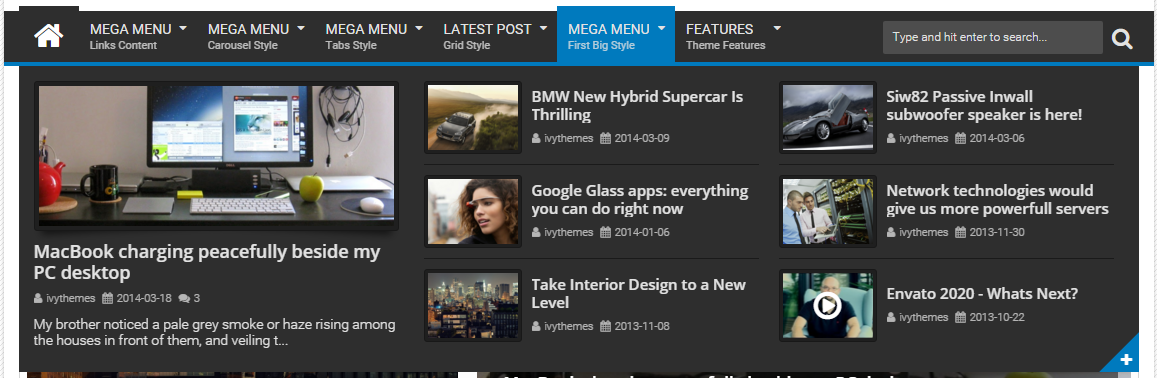 MEGA MENU
Links Content
MEGA MENU
Carousel Style
MEGA MENU
Tabs Style
LATEST POST
Grid Style
MEGA MENU
First Big Style
FEATURES
Theme Features
Type and hit enter to search...
MacBook charging peacefully beside my
PC desktop
ivythemes 2014-03-18 3
My brother noticed a pale grey smoke or haze rising among
the houses in front of them, and veiling t...
BMW New Hybrid Supercar Is
Thrilling
ivythemes 2014-03-09
Google Glass apps: everything
you can do right now
ivythemes 2014-01-06
Take Interior Design to a New
Level
ivythemes 2013-11-08
Siw82 Passive Inwall
subwoofer speaker is here!
ivythemes 2014-03-06
Network technologies would
give us more powerfull servers
ivythemes 2013-11-30
Envato 2020 - Whats Next?
ivythemes 2013-10-22